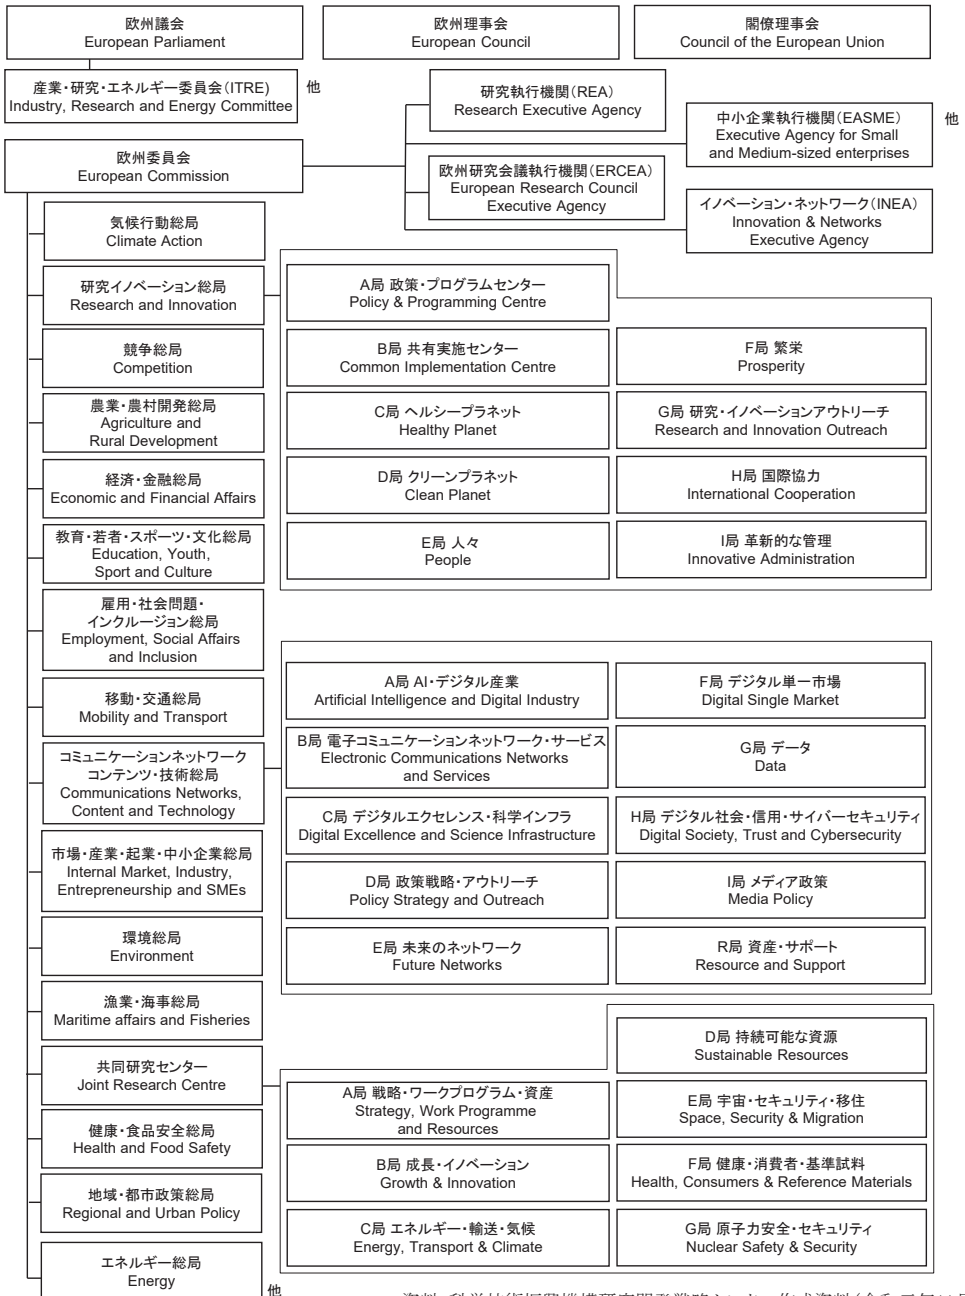 欧州議会
European Parliament
欧州理事会
European Council
閣僚理事会
Council of the European Union
産業・研究・エネルギー委員会(ITRE)
Industry, Research and Energy Committee
他
研究執行機関(REA)
Research Executive Agency
中小企業執行機関(EASME)
Executive Agency for Small
and Medium-sized enterprises
他
欧州委員会
European Commission
欧州研究会議執行機関(ERCEA)
European Research Council
Executive Agency
イノベーション・ネットワーク(INEA)
Innovation & Networks
Executive Agency
気候行動総局
Climate Action
研究イノベーション総局
Research and Innovation
競争総局
Competition
農業・農村開発総局
Agriculture and
Rural Development
経済・金融総局
Economic and Financial Affairs
教育・若者・スポーツ・文化総局
Education, Youth,
Sport and Culture
雇用・社会問題・
インクルージョン総局
Employment, Social Affairs
and Inclusion
移動・交通総局
Mobility and Transport
コミュニケーションネットワーク
コンテンツ・技術総局
Communications Networks,
Content and Technology
市場・産業・起業・中小企業総局
Internal Market, Industry,
Entrepreneurship and SMEs
環境総局
Environment
漁業・海事総局
Maritime affairs and Fisheries
共同研究センター
Joint Research Centre
健康・食品安全総局
Health and Food Safety
地域・都市政策総局
Regional and Urban Policy
エネルギー総局
Energy
他
A局 政策・プログラムセンター
Policy & Programming Centre
B局 共有実施センター
Common Implementation Centre
C局 ヘルシープラネット
Healthy Planet
D局 クリーンプラネット
Clean Planet
E局 人々
People
F局 繁栄
Prosperity
G局 研究・イノベーションアウトリーチ
Research and Innovation Outreach
H局 国際協力
International Cooperation
I局 革新的な管理
Innovative Administration
A局 AI・デジタル産業
Artificial Intelligence and Digital Industry
B局 電子コミュニケーションネットワーク・サービス
Electronic Communications Networks
and Services
C局 デジタルエクセレンス・科学インフラ
Digital Excellence and Science Infrastructure
D局 政策戦略・アウトリーチ
Policy Strategy and Outreach
E局 未来のネットワーク
Future Networks
F局 デジタル単一市場
Digital Single Market
G局 データ
Data
H局 デジタル社会・信用・サイバーセキュリティ
Digital Society, Trust and Cybersecurity
I局 メディア政策
Media Policy
R局 資産・サポート
Resource and Support
A局 戦略・ワークプログラム・資産
Strategy, Work Programme
and Resources
B局 成長・イノベーション
Growth & Innovation
C局 エネルギー・輸送・気候
Energy, Transport & Climate
D局 持続可能な資源
Sustainable Resources
E局 宇宙・セキュリティ・移住
Space, Security & Migration
F局 健康・消費者・基準試料
Health, Consumers & Reference Materials
G局 原子力安全・セキュリティ
Nuclear Safety & Security